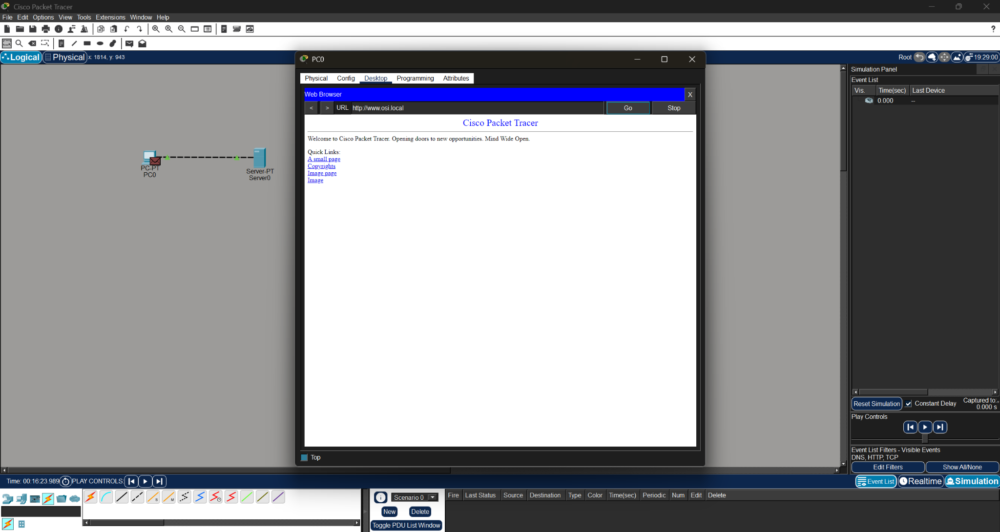 Cisco Packet Tracer
File Edit Options View Tools Extensions Window Help
?
Logical Physical x: 1814, y: 943
Root 19:29:00
PC-PT
PC0
Server-PT
Server0
PC0
Physical Config Desktop Programming Attributes
Web Browser X
< > URL http://www.osi.local Go Stop
Cisco Packet Tracer
Welcome to Cisco Packet Tracer. Opening doors to new opportunities. Mind Wide Open.
Quick Links:
A small page
Copyrights
Image page
Image
Top
Simulation Panel
Event List
Vis. Time(sec) Last Device
0.000 --
Reset Simulation Constant Delay Captured to:*
0.000 s
Play Controls
Event List Filters - Visible Events
DNS, HTTP, TCP
Edit Filters Show All/None
Time: 00:16:23.989 PLAY CONTROLS:
Event List Realtime Simulation
S M
Scenario 0
New Delete
Toggle PDU List Window
Fire Last Status Source Destination Type Color Time(sec) Periodic Num Edit Delete